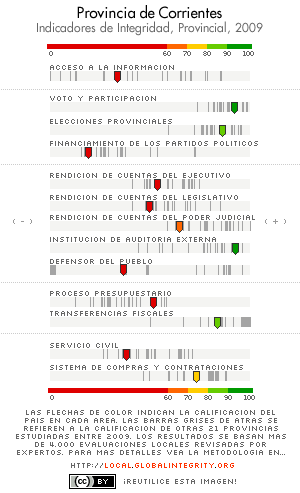 Provincia de Corrientes
Indicadores de Integridad, Provincial, 2009
0 60 70 80 90 100
ACCESO A LA INFORMACION
VOTO Y PARTICIPACION
ELECCIONES PROVINCIALES
FINANCIAMIENTO DE LOS PARTIDOS POLITICOS
RENDICION DE CUENTAS DEL EJECUTIVO
RENDICION DE CUENTAS DEL LEGISLATIVO
( - ) RENDICION DE CUENTAS DEL PODER JUDICIAL ( + )
INSTITUCION DE AUDITORIA EXTERNA
DEFENSOR DEL PUEBLO
PROCESO PRESUPUESTARIO
TRANSFERENCIAS FISCALES
SERVICIO CIVIL
SISTEMA DE COMPRAS Y CONTRATACIONES
0 60 70 80 90 100
LAS FLECHAS DE COLOR INDICAN LA CALIFICACION DEL
PAIS EN CADA AREA. LAS BARRAS GRISES DE ATRAS SE
REFIEREN A LA CALIFICACION DE OTRAS 21 PROVINCIAS
ESTUDIADAS ENTRE 2009. LOS RESULTADOS SE BASAN MAS
DE 4.000 EVALUACIONES LOCALES REVISADAS POR
EXPERTOS. PARA MAS DETALLES VEA LA METODOLOGIA EN...
HTTP://LOCAL.GLOBALINTEGRITY.ORG
cc BY ¡REUTILICE ESTA IMAGEN!